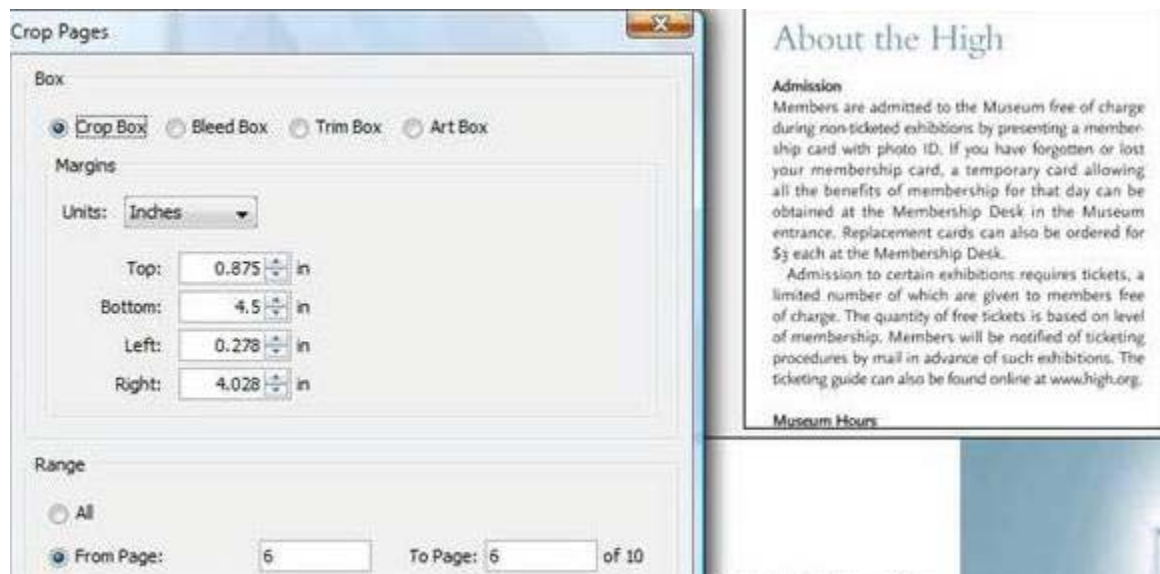 Crop Pages
Box
Crop Box Bleed Box Trim Box Art Box
Margins
Units: Inches
Top: 0.875 in
Bottom: 4.5 in
Left: 0.278 in
Right: 4.028 in
Range
All
From Page: 6 To Page: 6 of 10
About the High
Admission
Members are admitted to the Museum free of charge
during non-ticketed exhibitions by presenting a member-
ship card with photo ID. If you have forgotten or lost
your membership card, a temporary card allowing
all the benefits of membership for that day can be
obtained at the Membership Desk in the Museum
entrance. Replacement cards can also be ordered for
$3 each at the Membership Desk.
Admission to certain exhibitions requires tickets, a
limited number of which are given to members free
of charge. The quantity of free tickets is based on level
of membership. Members will be notified of ticketing
procedures by mail in advance of such exhibitions. The
ticketing guide can also be found online at www.high.org.
Museum Hours